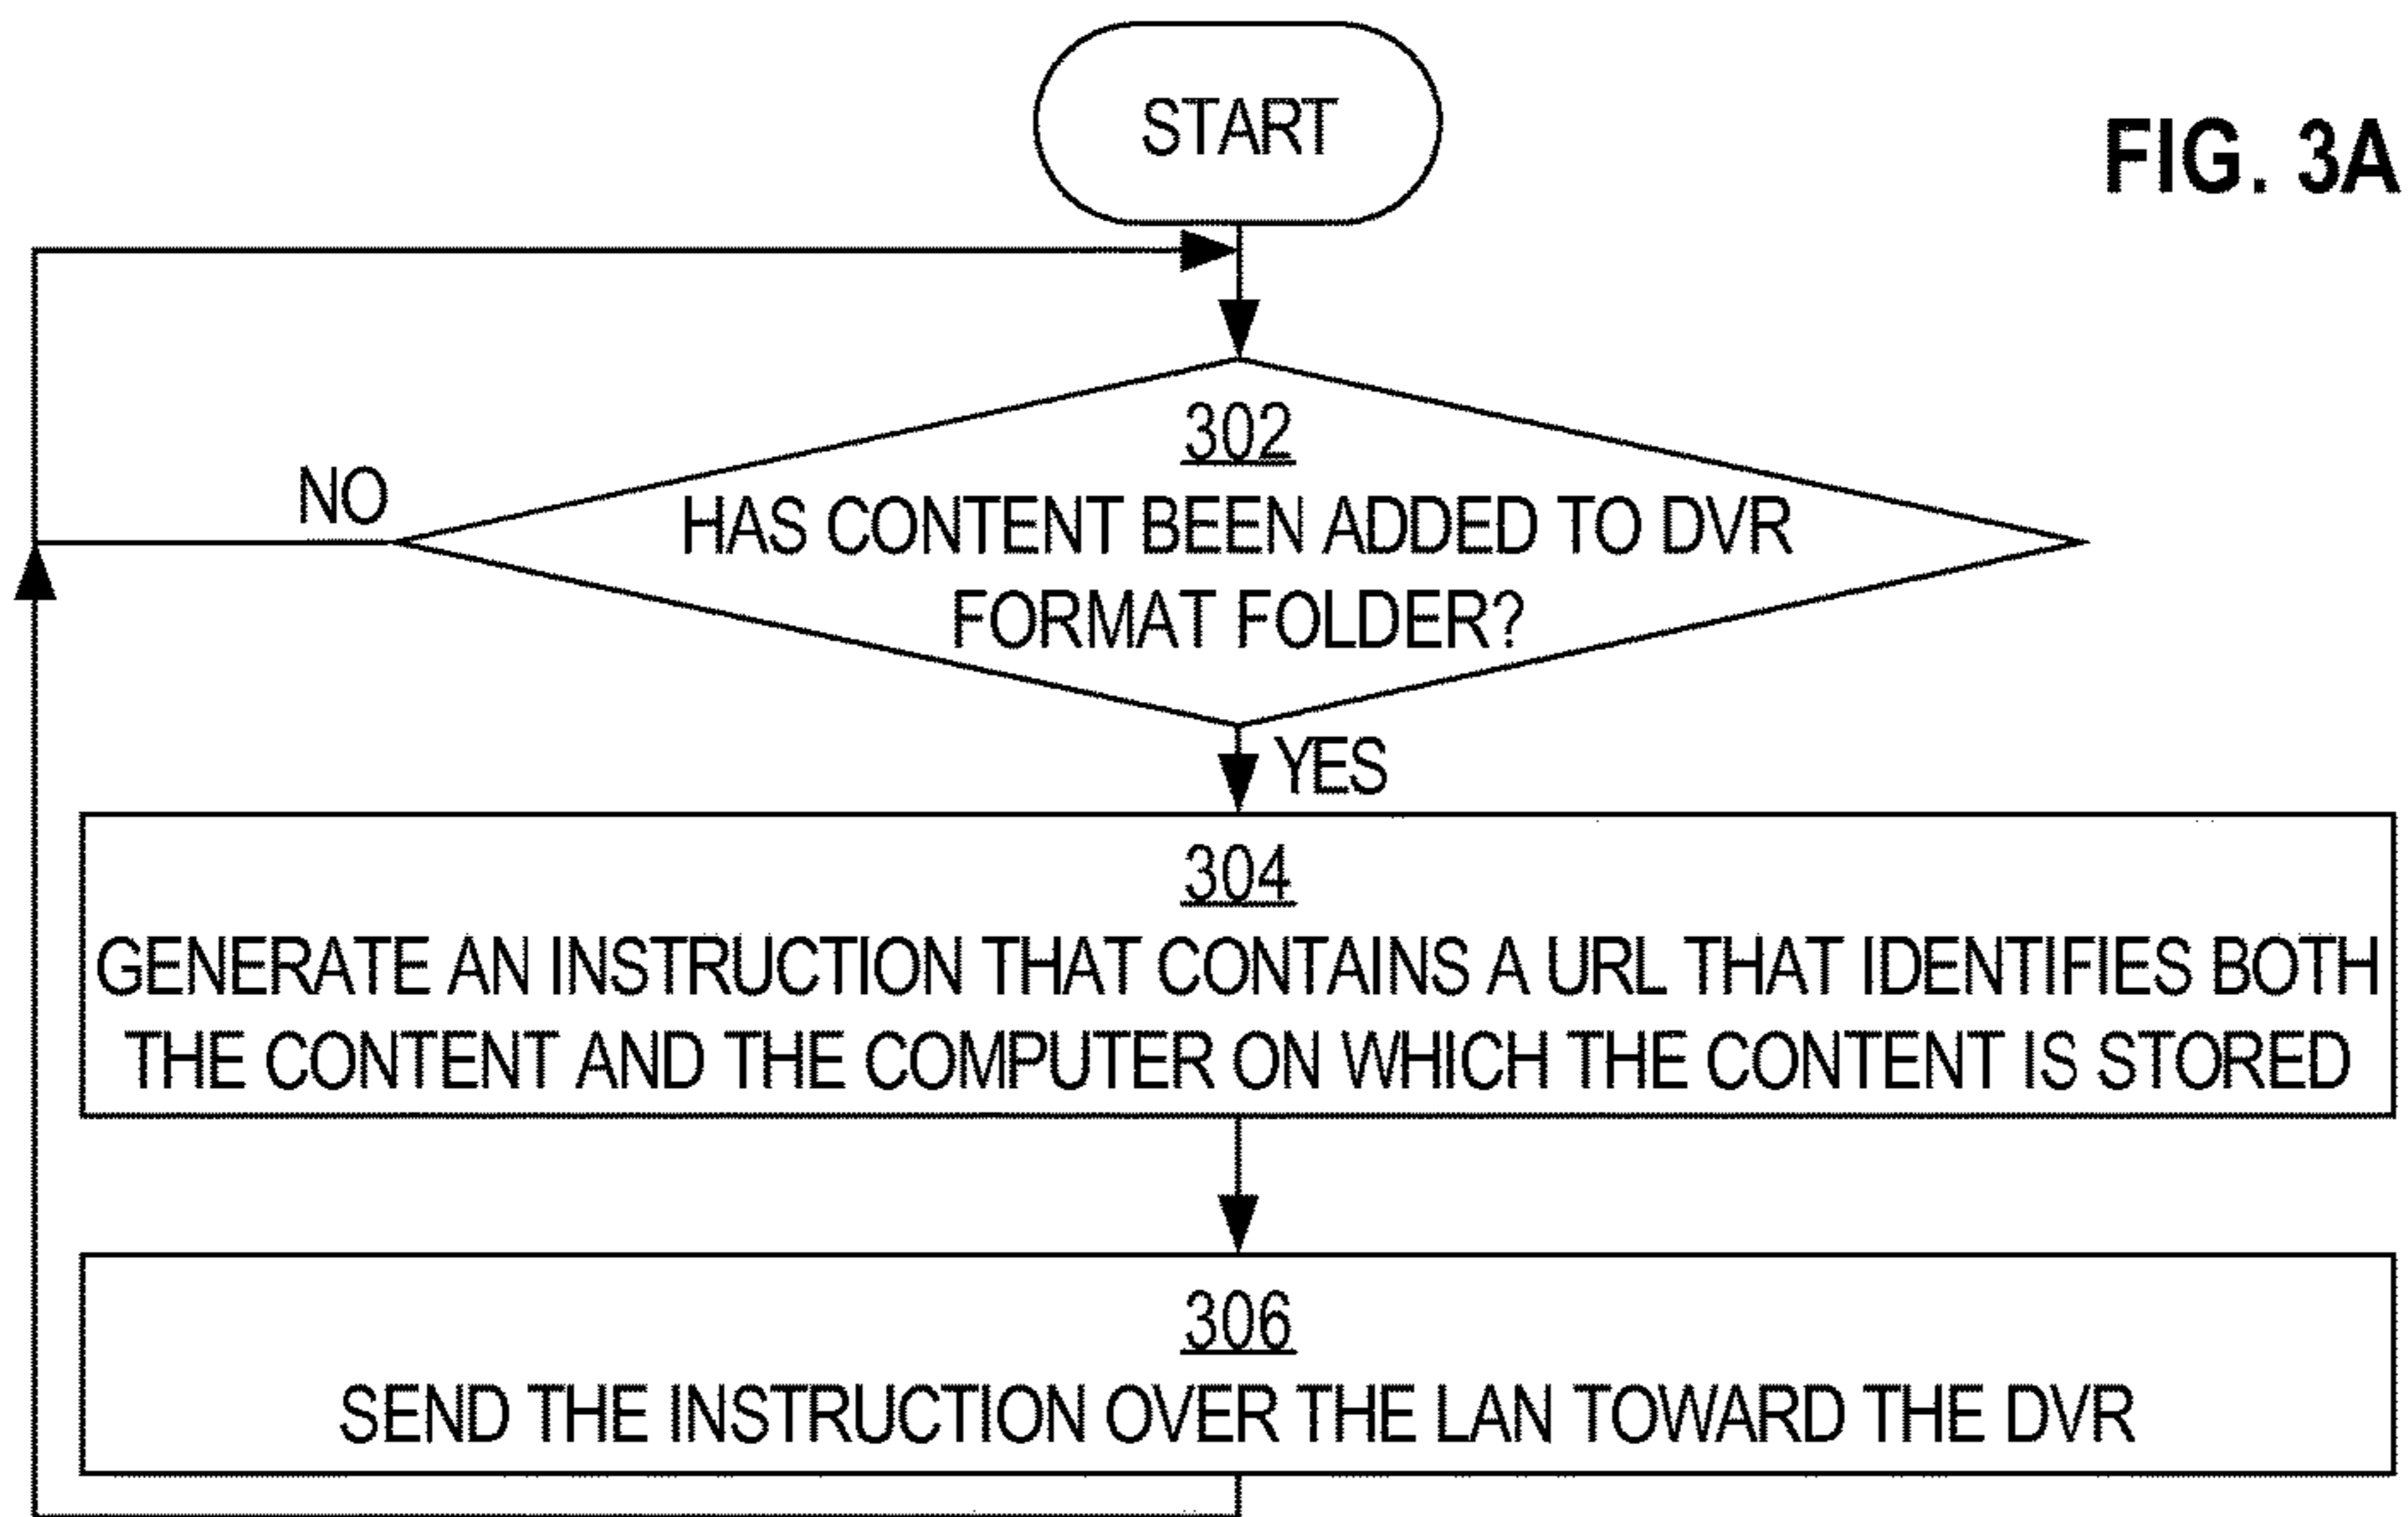 START
FIG. 3A
302
NO
HAS CONTENT BEEN ADDED TO DVR
FORMAT FOLDER?
YES
304
GENERATE AN INSTRUCTION THAT CONTAINS A URL THAT IDENTIFIES BOTH
THE CONTENT AND THE COMPUTER ON WHICH THE CONTENT IS STORED
306
SEND THE INSTRUCTION OVER THE LAN TOWARD THE DVR